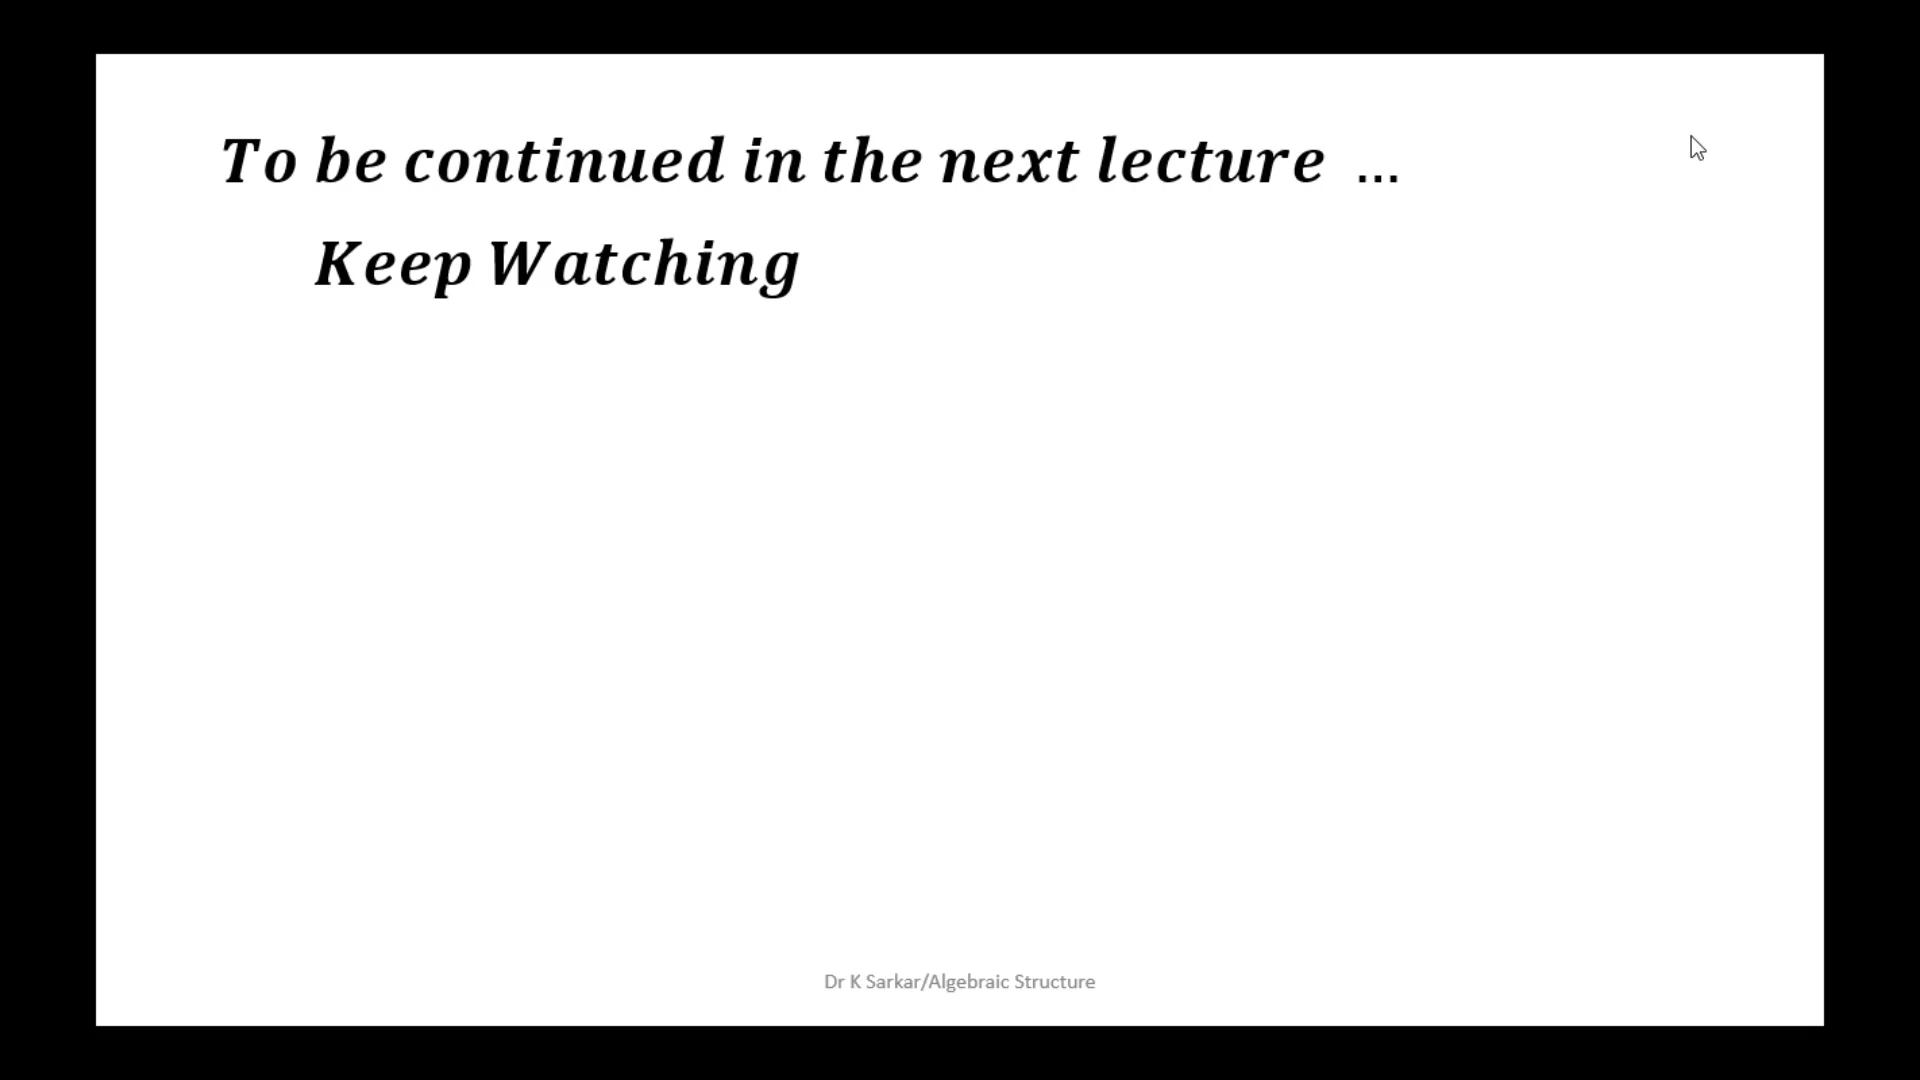 To be continued in the next lecture ...
Keep Watching
Dr K Sarkar/Algebraic Structure